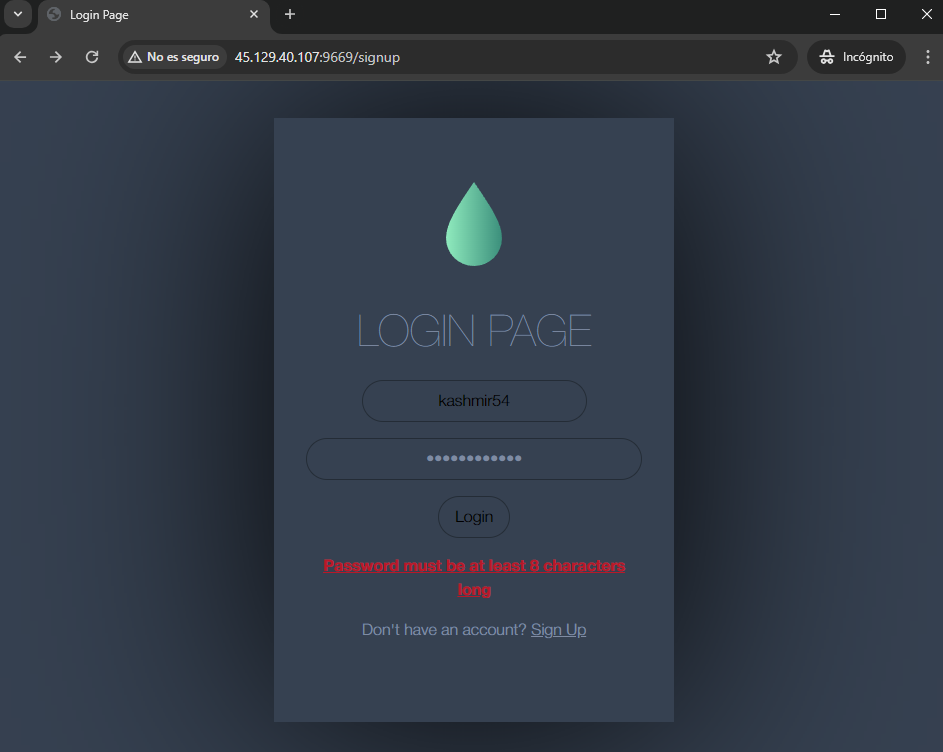 Login Page
No es seguro
45.129.40.107:9669/signup
Incógnito
LOGIN PAGE
kashmir54
••••••••••••
Login
Password must be at least 8 characters
long
Don't have an account? Sign Up